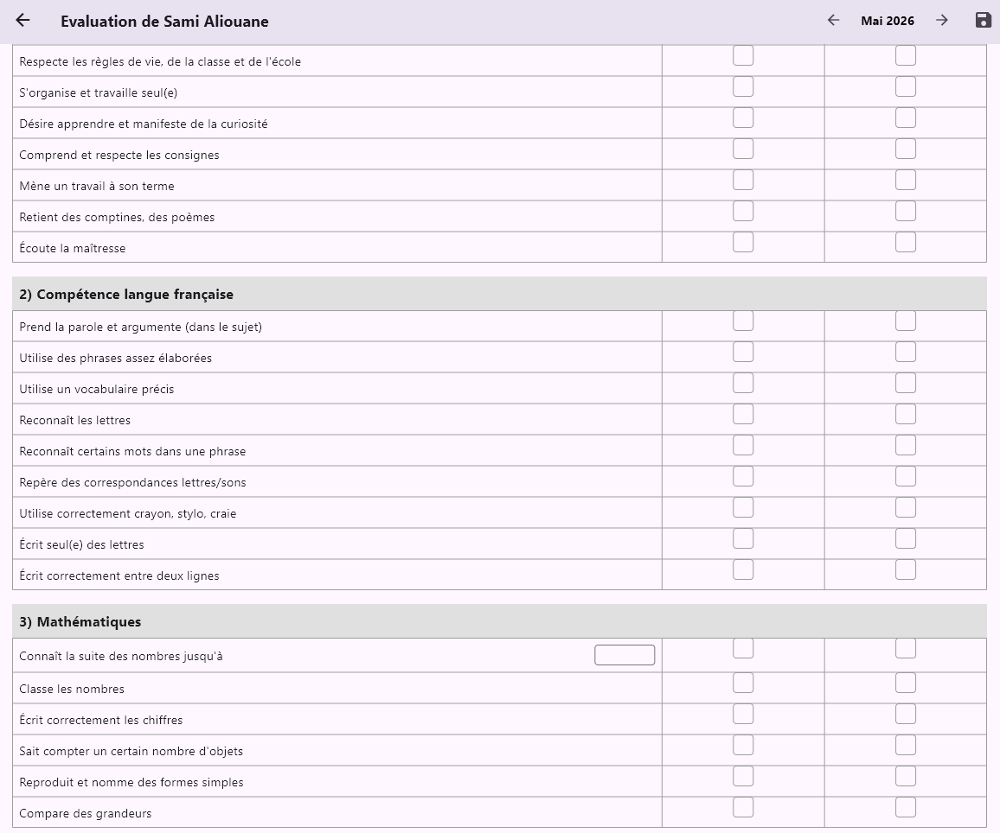 Evaluation de Sami Aliouane
Mai 2026
Respecte les règles de vie, de la classe et de l'école
S'organise et travaille seul(e)
Désire apprendre et manifeste de la curiosité
Comprend et respecte les consignes
Mène un travail à son terme
Retient des comptines, des poèmes
Écoute la maîtresse
2) Compétence langue française
Prend la parole et argumente (dans le sujet)
Utilise des phrases assez élaborées
Utilise un vocabulaire précis
Reconnaît les lettres
Reconnaît certains mots dans une phrase
Repère des correspondances lettres/sons
Utilise correctement crayon, stylo, craie
Écrit seul(e) des lettres
Écrit correctement entre deux lignes
3) Mathématiques
Connaît la suite des nombres jusqu'à
Classe les nombres
Écrit correctement les chiffres
Sait compter un certain nombre d'objets
Reproduit et nomme des formes simples
Compare des grandeurs